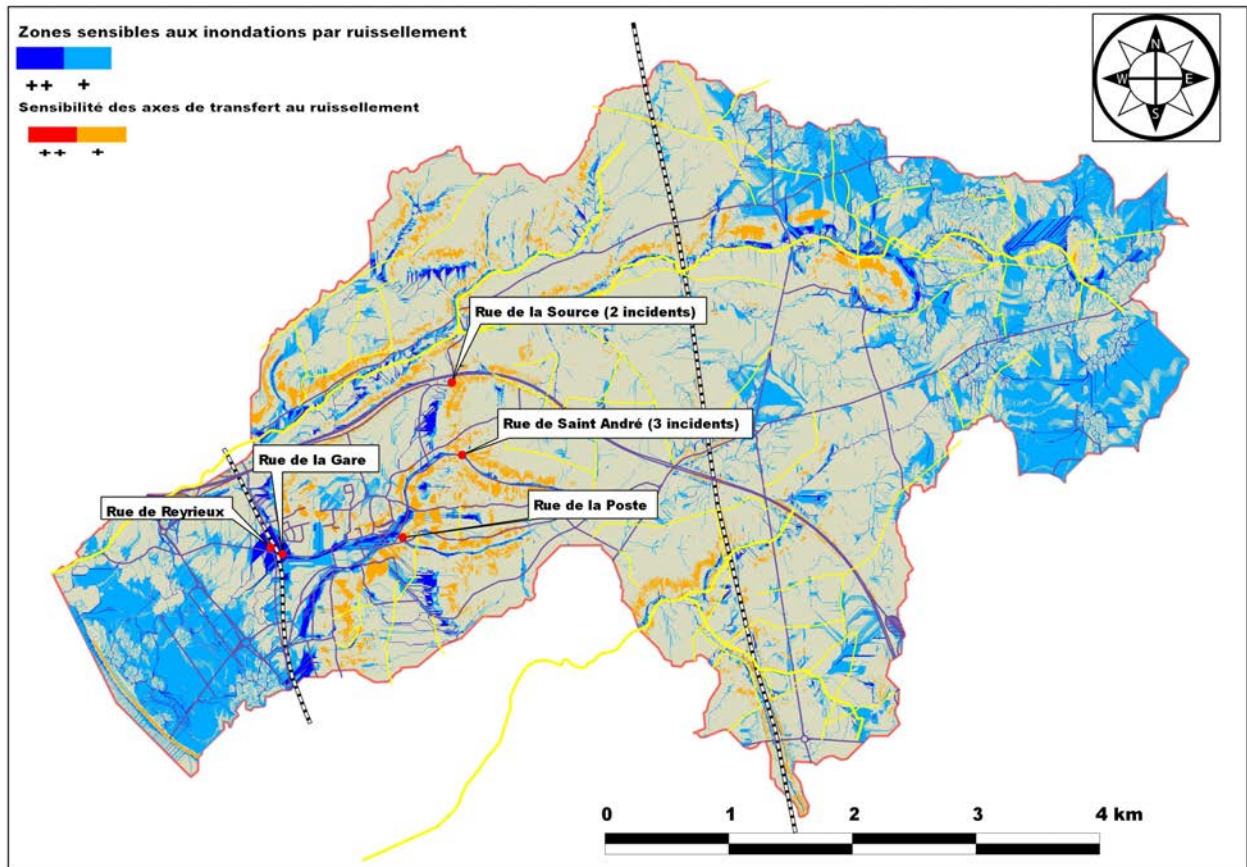 Zones sensibles aux inondations par ruissellement
++ +
Sensibilité des axes de transfert au ruissellement
++ +
N
W E
S
Rue de la Source (2 incidents)
Rue de Saint André (3 incidents)
Rue de la Gare
Rue de la Poste
Rue de Reyrieux
0 1 2 3 4 km